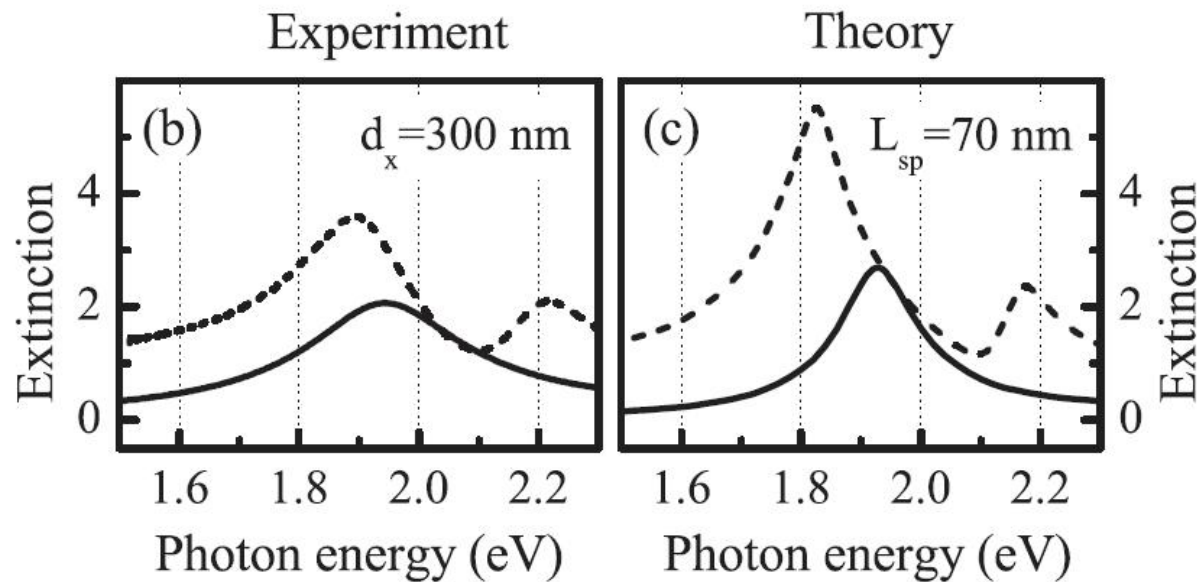 Experiment Theory
(b) d_x=300 nm (c) L_sp=70 nm
4 4
2 2
0 0
Extinction Extinction
1.6 1.8 2.0 2.2 1.6 1.8 2.0 2.2
Photon energy (eV) Photon energy (eV)